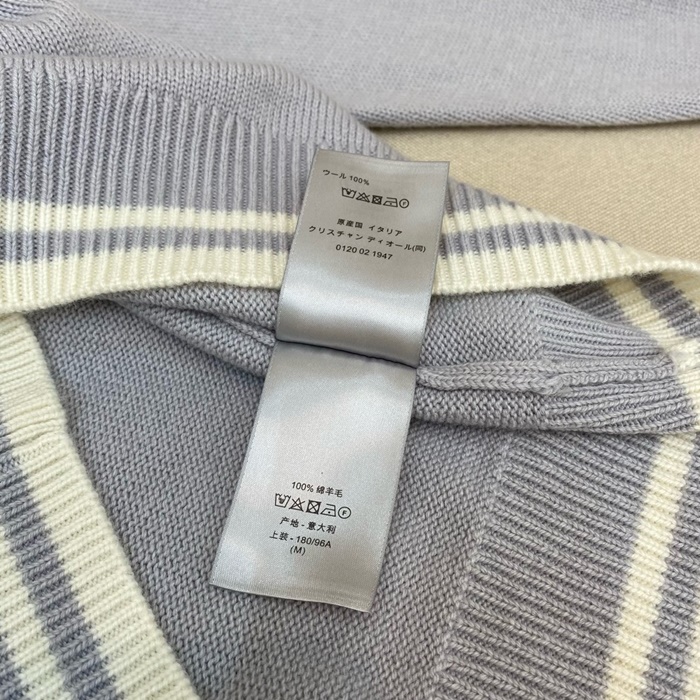 ウール 100%
原産国 イタリア
クリスチャン ディオール(同)
0120 02 1947
100% 綿羊毛
产地 - 意大利
上装 - 180/96A
(M)